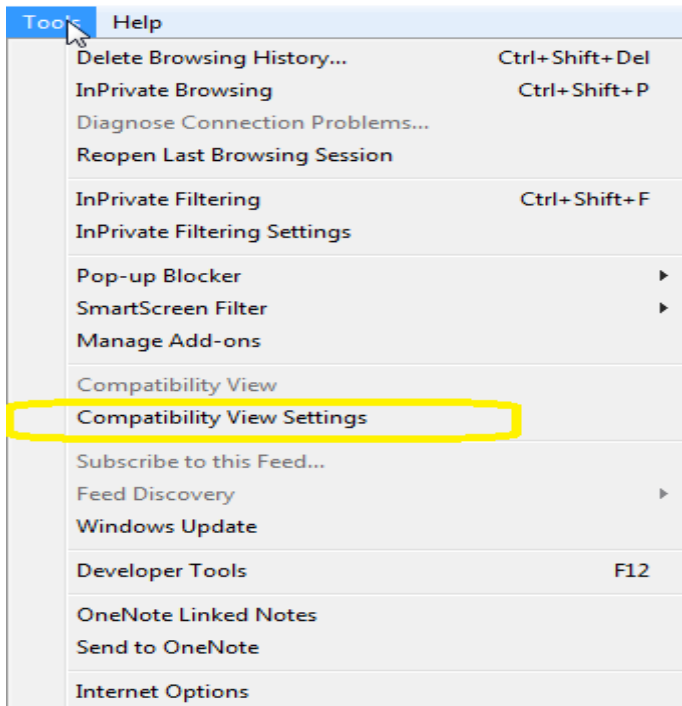 Tools Help
Delete Browsing History... Ctrl+Shift+Del
InPrivate Browsing Ctrl+Shift+P
Diagnose Connection Problems...
Reopen Last Browsing Session
InPrivate Filtering Ctrl+Shift+F
InPrivate Filtering Settings
Pop-up Blocker
SmartScreen Filter
Manage Add-ons
Compatibility View
Compatibility View Settings
Subscribe to this Feed...
Feed Discovery
Windows Update
Developer Tools F12
OneNote Linked Notes
Send to OneNote
Internet Options